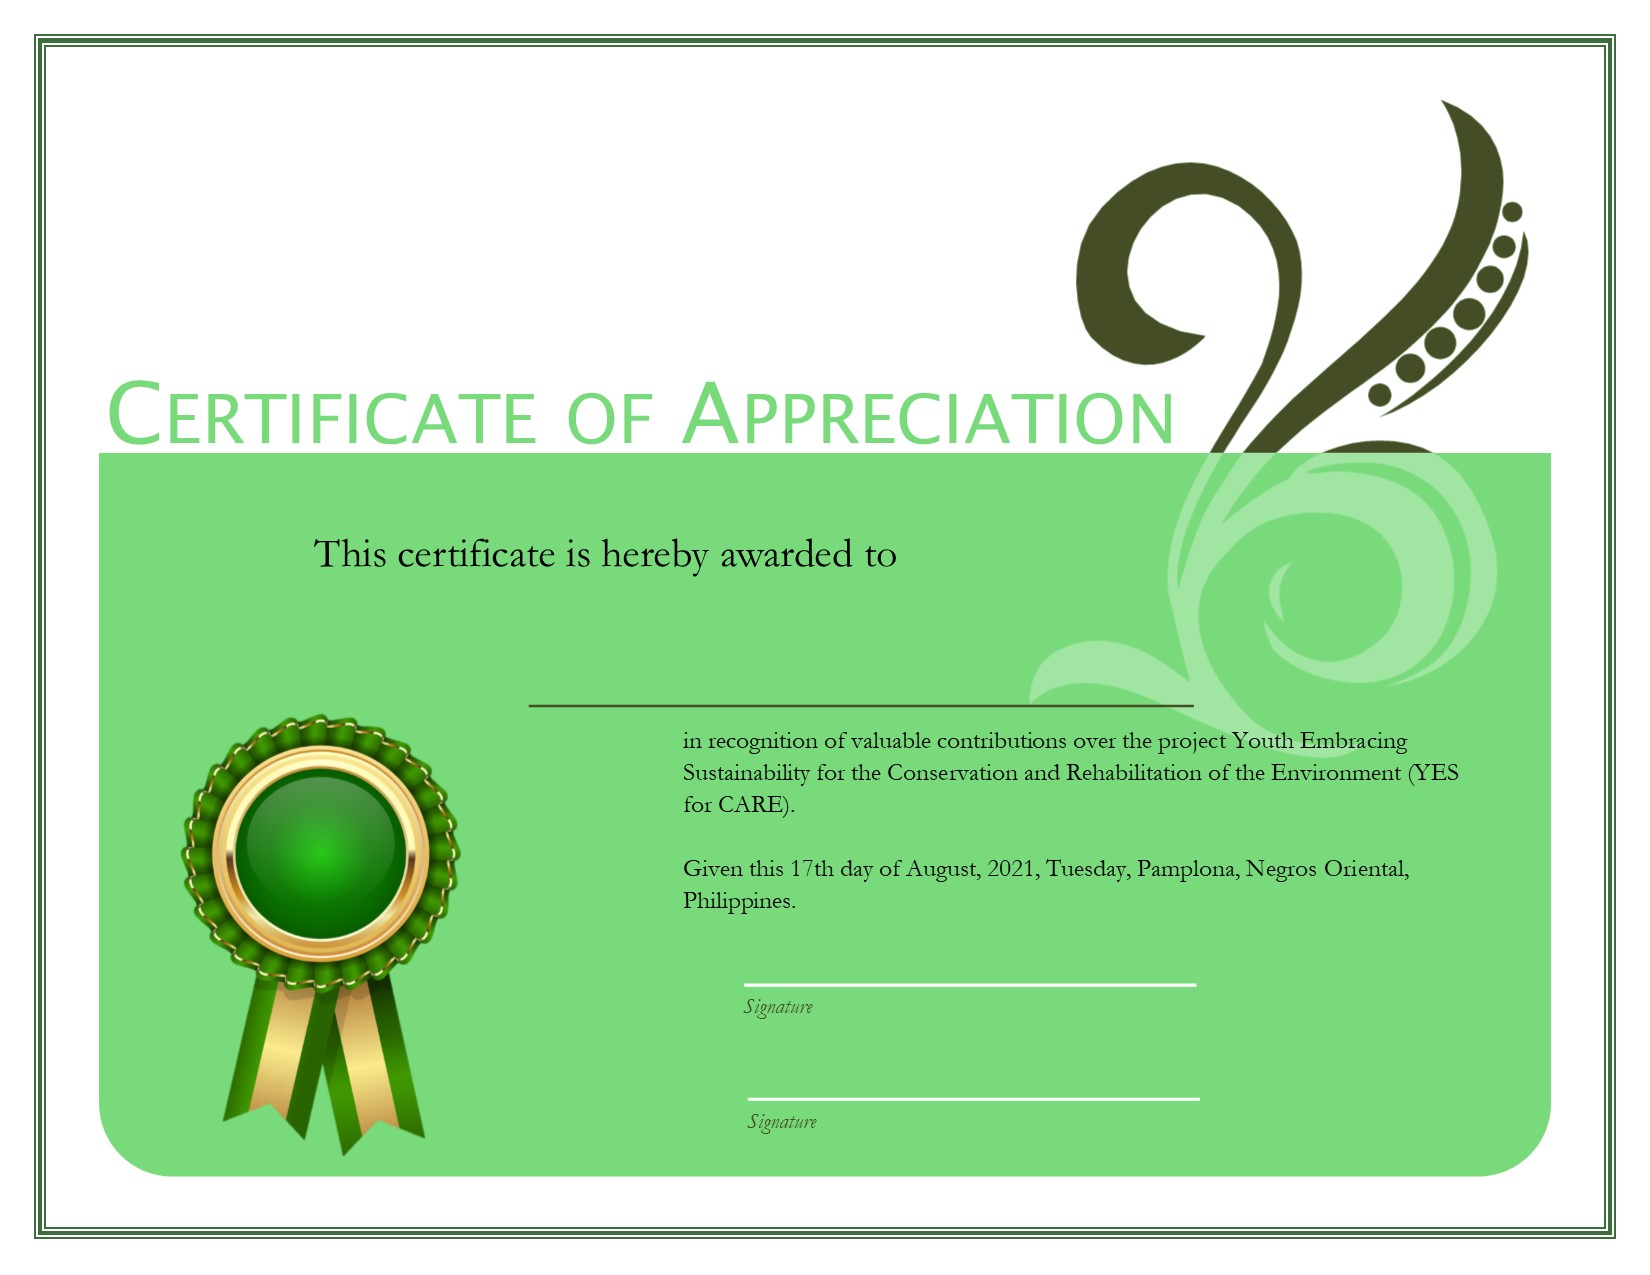 Certificate of Appreciation
This certificate is hereby awarded to
in recognition of valuable contributions over the project Youth Embracing
Sustainability for the Conservation and Rehabilitation of the Environment (YES
for CARE).
Given this 17th day of August, 2021, Tuesday, Pamplona, Negros Oriental,
Philippines.
Signature
Signature